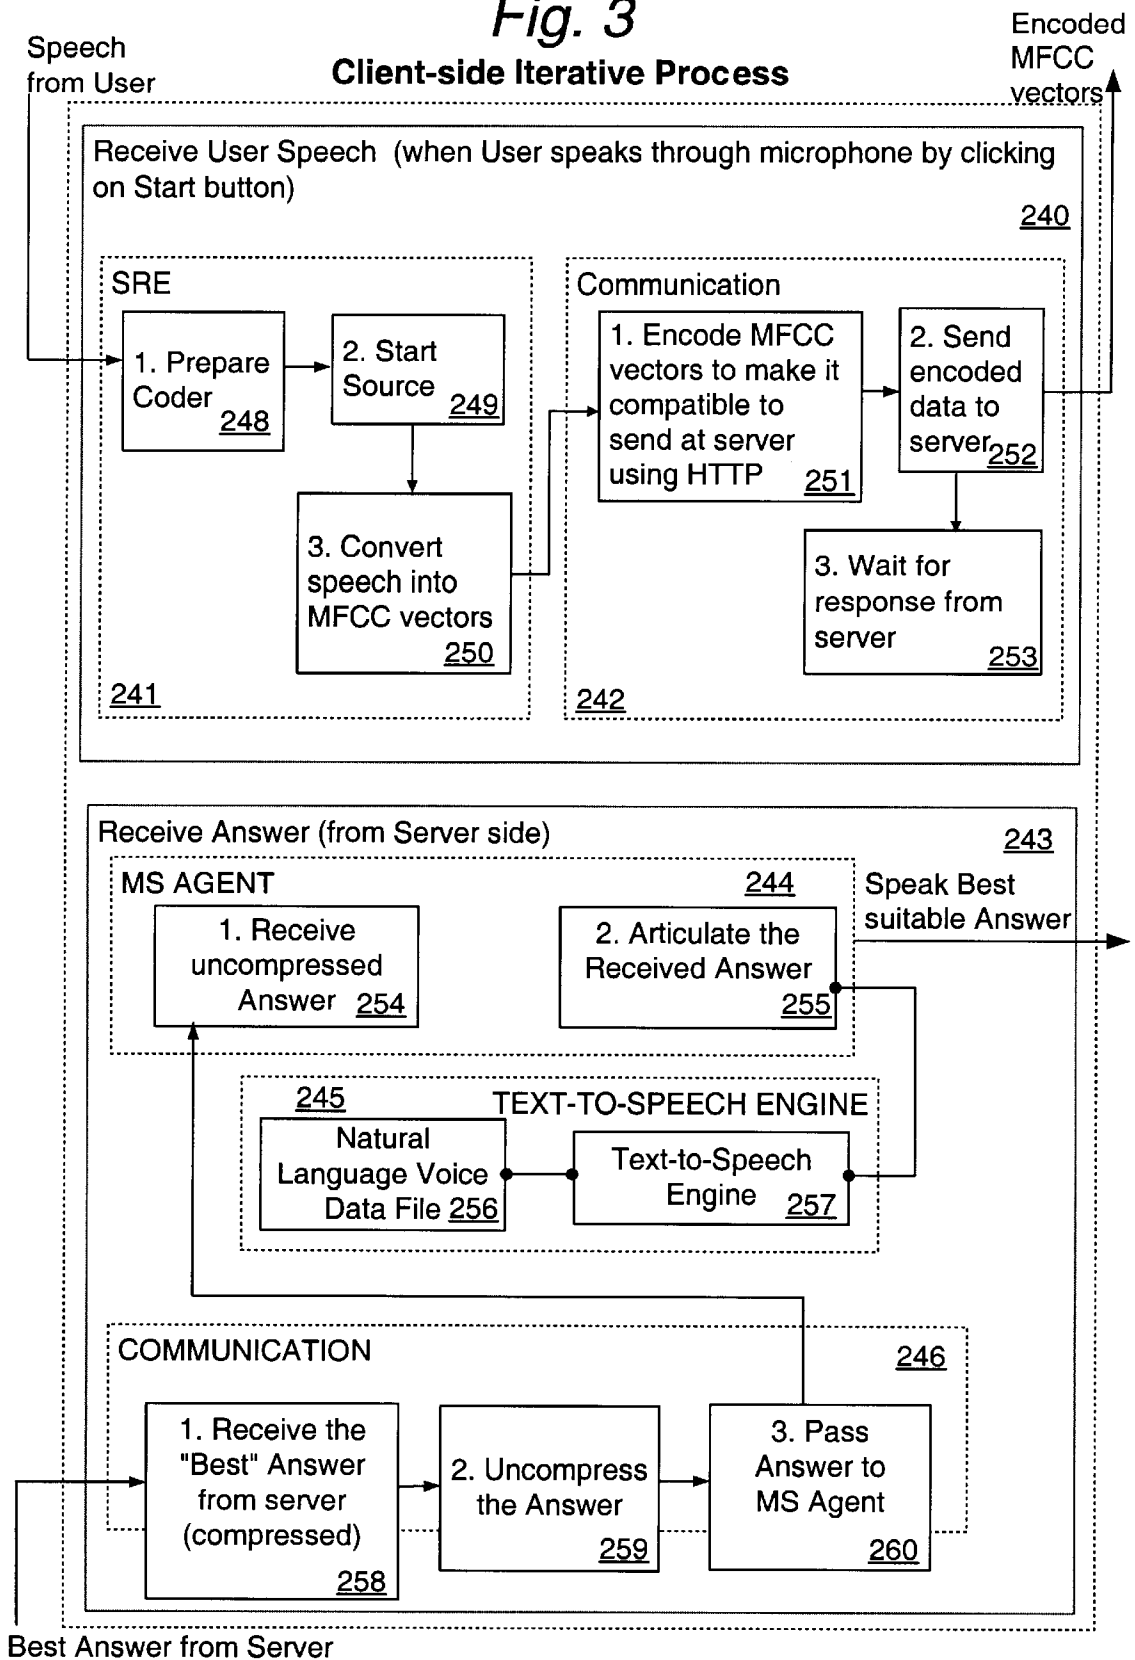 Fig. 3
Client-side Iterative Process
Speech
from User
Encoded
MFCC
vectors
Receive User Speech (when User speaks through microphone by clicking
on Start button)
240
SRE
1. Prepare
Coder
248
2. Start
Source
249
3. Convert
speech into
MFCC vectors
250
241
Communication
1. Encode MFCC
vectors to make it
compatible to
send at server
using HTTP
251
2. Send
encoded
data to
server
252
3. Wait for
response from
server
253
242
Receive Answer (from Server side)
243
MS AGENT
244
1. Receive
uncompressed
Answer
254
2. Articulate the
Received Answer
255
Speak Best
suitable Answer
245
TEXT-TO-SPEECH ENGINE
Natural
Language Voice
Data File 256
Text-to-Speech
Engine
257
COMMUNICATION
246
1. Receive the
"Best" Answer
from server
(compressed)
258
2. Uncompress
the Answer
259
3. Pass
Answer to
MS Agent
260
Best Answer from Server